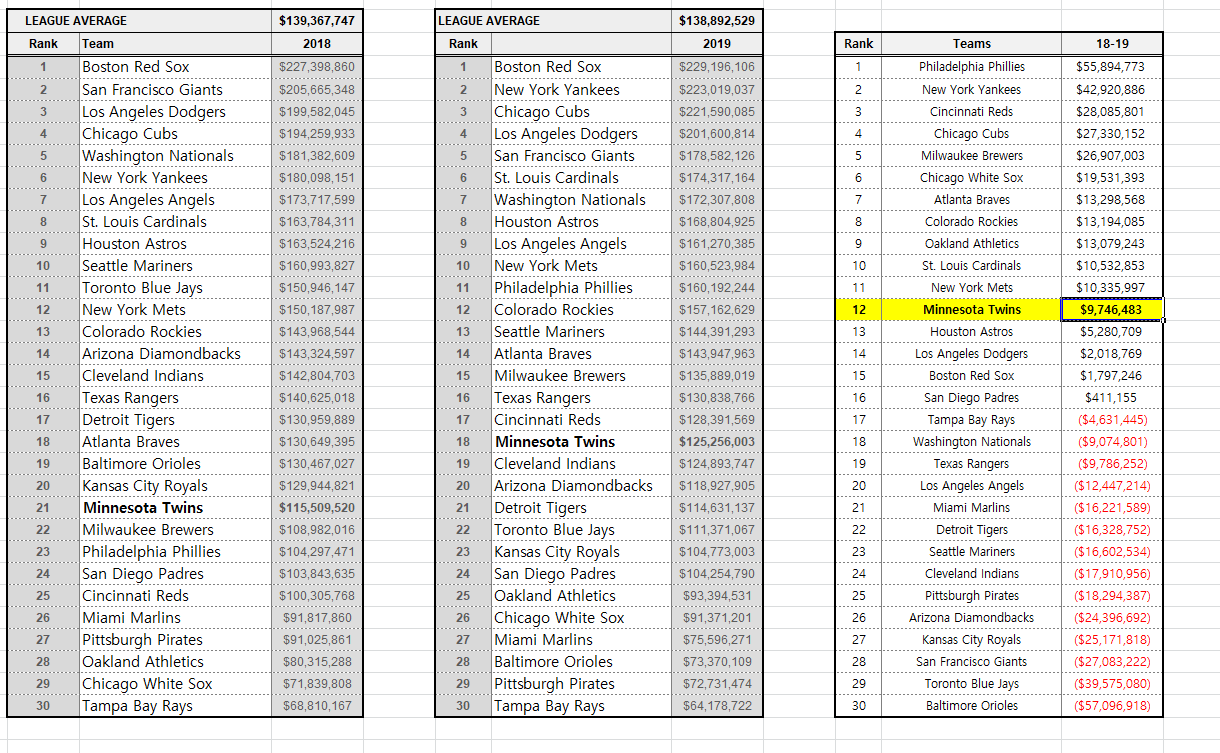 LEAGUE AVERAGE $139,367,747
Rank Team 2018
1 Boston Red Sox $227,398,860
2 San Francisco Giants $205,665,348
3 Los Angeles Dodgers $199,582,045
4 Chicago Cubs $194,259,933
5 Washington Nationals $181,382,609
6 New York Yankees $180,098,151
7 Los Angeles Angels $173,717,599
8 St. Louis Cardinals $163,784,311
9 Houston Astros $163,524,216
10 Seattle Mariners $160,993,827
11 Toronto Blue Jays $150,946,147
12 New York Mets $150,187,987
13 Colorado Rockies $143,968,544
14 Arizona Diamondbacks $143,324,597
15 Cleveland Indians $142,804,703
16 Texas Rangers $140,625,018
17 Detroit Tigers $130,959,889
18 Atlanta Braves $130,649,395
19 Baltimore Orioles $130,467,027
20 Kansas City Royals $129,944,821
21 Minnesota Twins $115,509,520
22 Milwaukee Brewers $108,982,016
23 Philadelphia Phillies $104,297,471
24 San Diego Padres $103,843,635
25 Cincinnati Reds $100,305,768
26 Miami Marlins $91,817,860
27 Pittsburgh Pirates $91,025,861
28 Oakland Athletics $80,315,288
29 Chicago White Sox $71,839,808
30 Tampa Bay Rays $68,810,167
LEAGUE AVERAGE $138,892,529
Rank 2019
1 Boston Red Sox $229,196,106
2 New York Yankees $223,019,037
3 Chicago Cubs $221,590,085
4 Los Angeles Dodgers $201,600,814
5 San Francisco Giants $178,582,126
6 St. Louis Cardinals $174,317,164
7 Washington Nationals $172,307,808
8 Houston Astros $168,804,925
9 Los Angeles Angels $161,270,385
10 New York Mets $160,523,984
11 Philadelphia Phillies $160,192,244
12 Colorado Rockies $157,162,629
13 Seattle Mariners $144,391,293
14 Atlanta Braves $143,947,963
15 Milwaukee Brewers $135,889,019
16 Texas Rangers $130,838,766
17 Cincinnati Reds $128,391,569
18 Minnesota Twins $125,256,003
19 Cleveland Indians $124,893,747
20 Arizona Diamondbacks $118,927,905
21 Detroit Tigers $114,631,137
22 Toronto Blue Jays $111,371,067
23 Kansas City Royals $104,773,003
24 San Diego Padres $104,254,790
25 Oakland Athletics $93,394,531
26 Chicago White Sox $91,371,201
27 Miami Marlins $75,596,271
28 Baltimore Orioles $73,370,109
29 Pittsburgh Pirates $72,731,474
30 Tampa Bay Rays $64,178,722
Rank Teams 18-19
1 Philadelphia Phillies $55,894,773
2 New York Yankees $42,920,886
3 Cincinnati Reds $28,085,801
4 Chicago Cubs $27,330,152
5 Milwaukee Brewers $26,907,003
6 Chicago White Sox $19,531,393
7 Atlanta Braves $13,298,568
8 Colorado Rockies $13,194,085
9 Oakland Athletics $13,079,243
10 St. Louis Cardinals $10,532,853
11 New York Mets $10,335,997
12 Minnesota Twins $9,746,483
13 Houston Astros $5,280,709
14 Los Angeles Dodgers $2,018,769
15 Boston Red Sox $1,797,246
16 San Diego Padres $411,155
17 Tampa Bay Rays ($4,631,445)
18 Washington Nationals ($9,074,801)
19 Texas Rangers ($9,786,252)
20 Los Angeles Angels ($12,447,214)
21 Miami Marlins ($16,221,589)
22 Detroit Tigers ($16,328,752)
23 Seattle Mariners ($16,602,534)
24 Cleveland Indians ($17,910,956)
25 Pittsburgh Pirates ($18,294,387)
26 Arizona Diamondbacks ($24,396,692)
27 Kansas City Royals ($25,171,818)
28 San Francisco Giants ($27,083,222)
29 Toronto Blue Jays ($39,575,080)
30 Baltimore Orioles ($57,096,918)